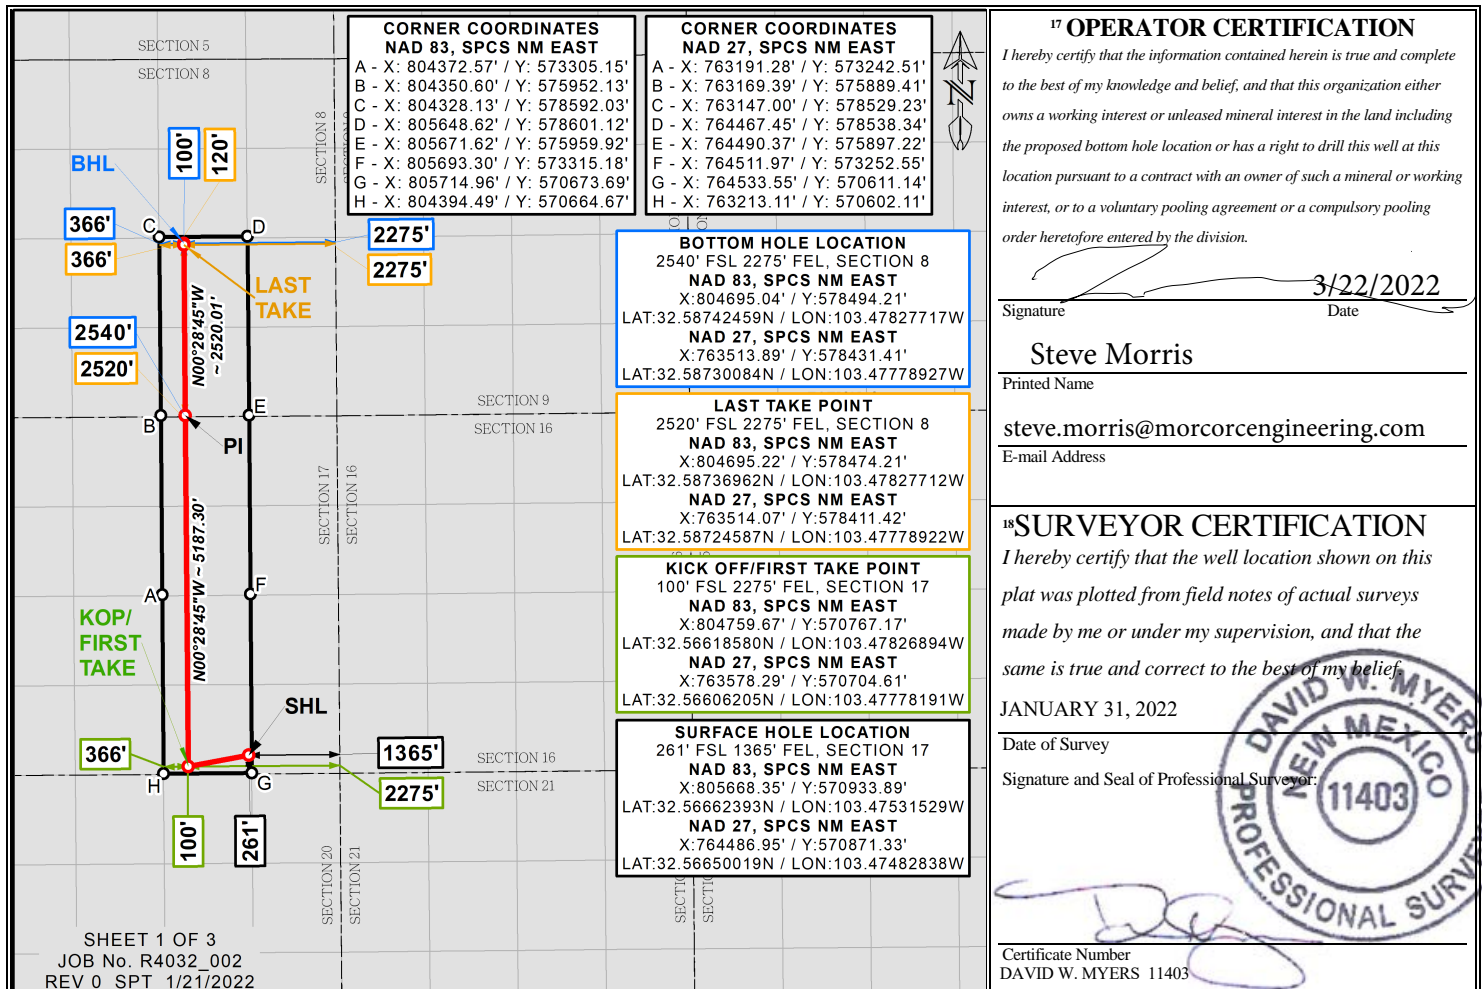 SECTION 5
SECTION 8
SECTION 8
BHL
100'
120'
366'
366'
C
D
2275'
2275'
LAST
TAKE
2540'
2520'
N00°28'45"W
~ 2520.01'
B
E
PI
SECTION 9
SECTION 16
SECTION 17
SECTION 16
N00°28'45"W ~ 5187.30'
A
F
KOP/
FIRST
TAKE
SHL
366'
1365'
H
G
2275'
SECTION 16
SECTION 21
100'
261'
SECTION 20
SECTION 21
SHEET 1 OF 3
JOB No. R4032_002
REV 0 SPT 1/21/2022
CORNER COORDINATES
NAD 83, SPCS NM EAST
A - X: 804372.57' / Y: 573305.15'
B - X: 804350.60' / Y: 575952.13'
C - X: 804328.13' / Y: 578592.03'
D - X: 805648.62' / Y: 578601.12'
E - X: 805671.62' / Y: 575959.92'
F - X: 805693.30' / Y: 573315.18'
G - X: 805714.96' / Y: 570673.69'
H - X: 804394.49' / Y: 570664.67'
CORNER COORDINATES
NAD 27, SPCS NM EAST
A - X: 763191.28' / Y: 573242.51'
B - X: 763169.39' / Y: 575889.41'
C - X: 763147.00' / Y: 578529.23'
D - X: 764467.45' / Y: 578538.34'
E - X: 764490.37' / Y: 575897.22'
F - X: 764511.97' / Y: 573252.55'
G - X: 764533.55' / Y: 570611.14'
H - X: 763213.11' / Y: 570602.11'
N
BOTTOM HOLE LOCATION
2540' FSL 2275' FEL, SECTION 8
NAD 83, SPCS NM EAST
X:804695.04' / Y:578494.21'
LAT:32.58742459N / LON:103.47827717W
NAD 27, SPCS NM EAST
X:763513.89' / Y:578431.41'
LAT:32.58730084N / LON:103.47778927W
LAST TAKE POINT
2520' FSL 2275' FEL, SECTION 8
NAD 83, SPCS NM EAST
X:804695.22' / Y:578474.21'
LAT:32.58736962N / LON:103.47827712W
NAD 27, SPCS NM EAST
X:763514.07' / Y:578411.42'
LAT:32.58724587N / LON:103.47778922W
KICK OFF/FIRST TAKE POINT
100' FSL 2275' FEL, SECTION 17
NAD 83, SPCS NM EAST
X:804759.67' / Y:570767.17'
LAT:32.56618580N / LON:103.47826894W
NAD 27, SPCS NM EAST
X:763578.29' / Y:570704.61'
LAT:32.56606205N / LON:103.47778191W
SURFACE HOLE LOCATION
261' FSL 1365' FEL, SECTION 17
NAD 83, SPCS NM EAST
X:805668.35' / Y:570933.89'
LAT:32.56662393N / LON:103.47531529W
NAD 27, SPCS NM EAST
X:764486.95' / Y:570871.33'
LAT:32.56650019N / LON:103.47482838W
17 OPERATOR CERTIFICATION
I hereby certify that the information contained herein is true and complete
to the best of my knowledge and belief, and that this organization either
owns a working interest or unleased mineral interest in the land including
the proposed bottom hole location or has a right to drill this well at this
location pursuant to a contract with an owner of such a mineral or working
interest, or to a voluntary pooling agreement or a compulsory pooling
order heretofore entered by the division.
3/22/2022
Signature Date
Steve Morris
Printed Name
steve.morris@morcorcengineering.com
E-mail Address
18 SURVEYOR CERTIFICATION
I hereby certify that the well location shown on this
plat was plotted from field notes of actual surveys
made by me or under my supervision, and that the
same is true and correct to the best of my belief.
JANUARY 31, 2022
Date of Survey
Signature and Seal of Professional Surveyor:
DAVID W. MYERS
NEW MEXICO
11403
PROFESSIONAL
Certificate Number
DAVID W. MYERS 11403